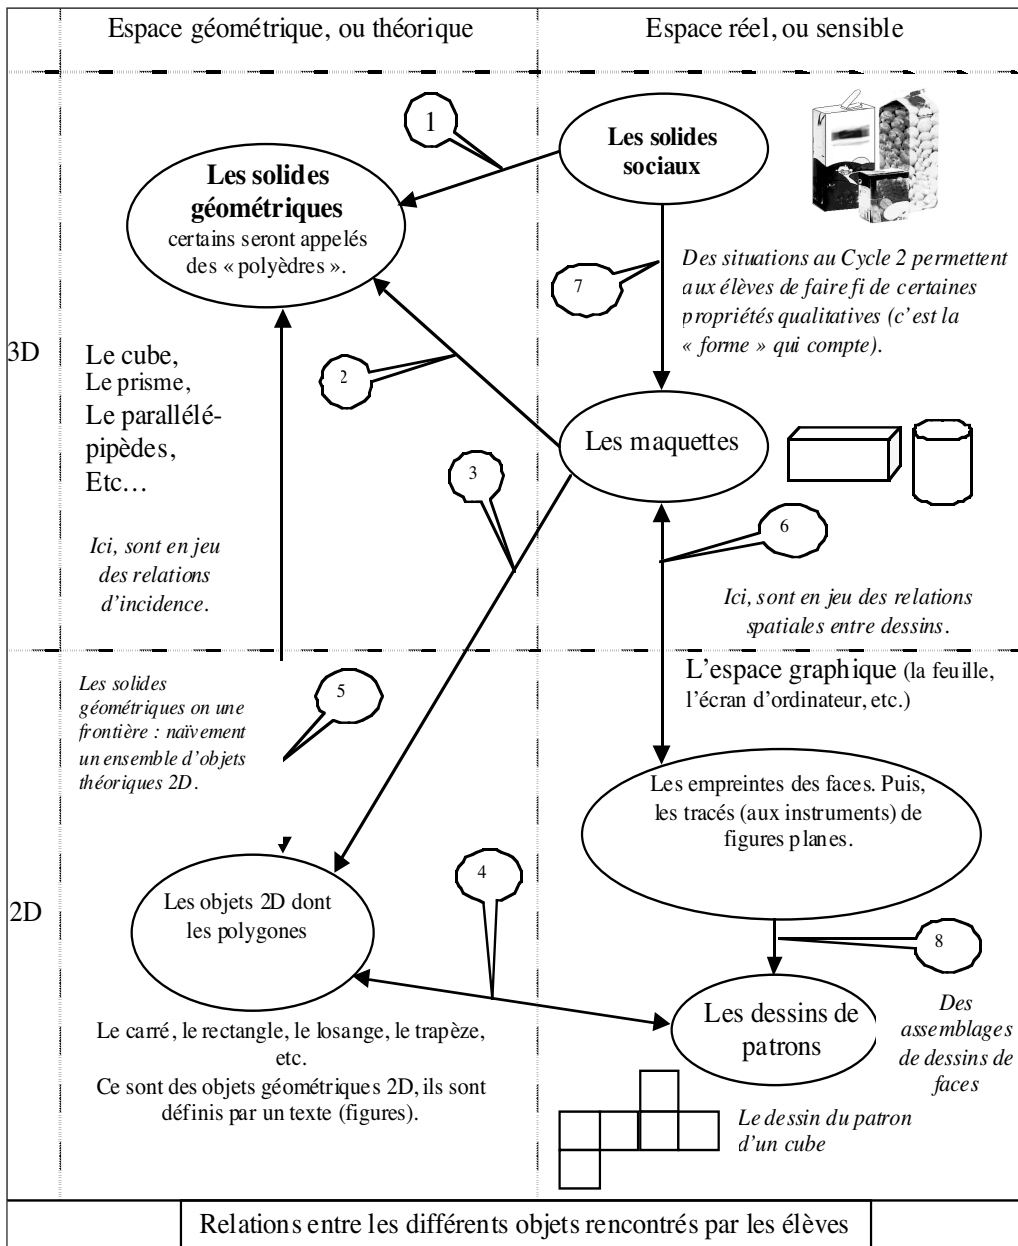 Espace géométrique, ou théorique
Espace réel, ou sensible
1
Les solides
sociaux
Les solides
géométriques
certains seront appelés
des « polyèdres ».
7
Des situations au Cycle 2 permettent
aux élèves de faire fi de certaines
propriétés qualitatives (c'est la
« forme » qui compte).
3D
Le cube,
Le prisme,
Le parallélé-
pipèdes,
Etc…
2
Les maquettes
3
6
Ici, sont en jeu
des relations
d'incidence.
Ici, sont en jeu des relations
spatiales entre dessins.
L'espace graphique (la feuille,
l'écran d'ordinateur, etc.)
Les solides
géométriques on une
frontière : naïvement
un ensemble d'objets
théoriques 2D.
5
Les empreintes des faces. Puis,
les tracés (aux instruments) de
figures planes.
2D
Les objets 2D dont
les polygones
4
8
Les dessins de
patrons
Des
assemblages
de dessins de
faces
Le carré, le rectangle, le losange, le trapèze,
etc.
Ce sont des objets géométriques 2D, ils sont
définis par un texte (figures).
Le dessin du patron
d'un cube
Relations entre les différents objets rencontrés par les élèves